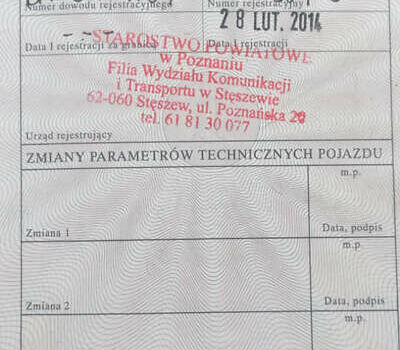 Numer dowodu rejestracyjnego Numer rejestracyjny
- -- 28 LUT. 2014
Data I rejestracji za granicą Data I rejestracji
STAROSTWO POWIATOWE
w Poznaniu
Filia Wydziału Komunikacji
i Transportu w Stęszewie
62-060 Stęszew, ul. Poznańska 20
tel. 61 81 30 077
Urząd rejestrujący
ZMIANY PARAMETRÓW TECHNICZNYCH POJAZDU
m.p.
Zmiana 1 Data, podpis
m.p.
Zmiana 2 Data, podpis
m.p.